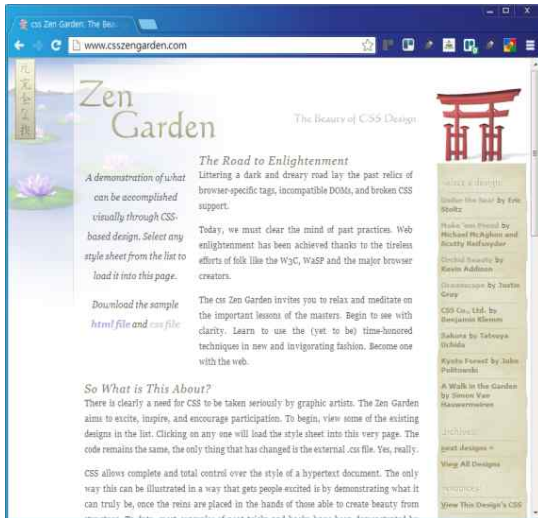 css Zen Garden: The Bea
www.csszengarden.com
Zen
Garden
The Beauty of CSS Design
A demonstration of what
can be accomplished
visually through CSS-
based design. Select any
style sheet from the list to
load it into this page.
Download the sample
html file and css file
The Road to Enlightenment
Littering a dark and dreary road lay the past relics of
browser-specific tags, incompatible DOMs, and broken CSS
support.
Today, we must clear the mind of past practices. Web
enlightenment has been achieved thanks to the tireless
efforts of folk like the W3C, WaSP and the major browser
creators.
The css Zen Garden invites you to relax and meditate on
the important lessons of the masters. Begin to see with
clarity. Learn to use the (yet to be) time-honored
techniques in new and invigorating fashion. Become one
with the web.
So What is This About?
There is clearly a need for CSS to be taken seriously by graphic artists. The Zen Garden
aims to excite, inspire, and encourage participation. To begin, view some of the existing
designs in the list. Clicking on any one will load the style sheet into this very page. The
code remains the same, the only thing that has changed is the external .css file. Yes, really.
CSS allows complete and total control over the style of a hypertext document. The only
way this can be illustrated in a way that gets people excited is by demonstrating what it
can truly be, once the reins are placed in the hands of those able to create beauty from
select a design:
Under the Sea! by Eric
Stoltz
Make 'em Proud by
Michael McAghon and
Scotty Reifsnyder
Orchid Beauty by
Kevin Addison
Oceanscape by Justin
Gray
CSS Co., Ltd. by
Benjamin Klemm
Sakura by Tatsuya
Uchida
Kyoto Forest by John
Politowski
A Walk in the Garden
by Simon Van
Hauwermeiren
archives:
next designs »
View All Designs
resources:
View This Design's CSS